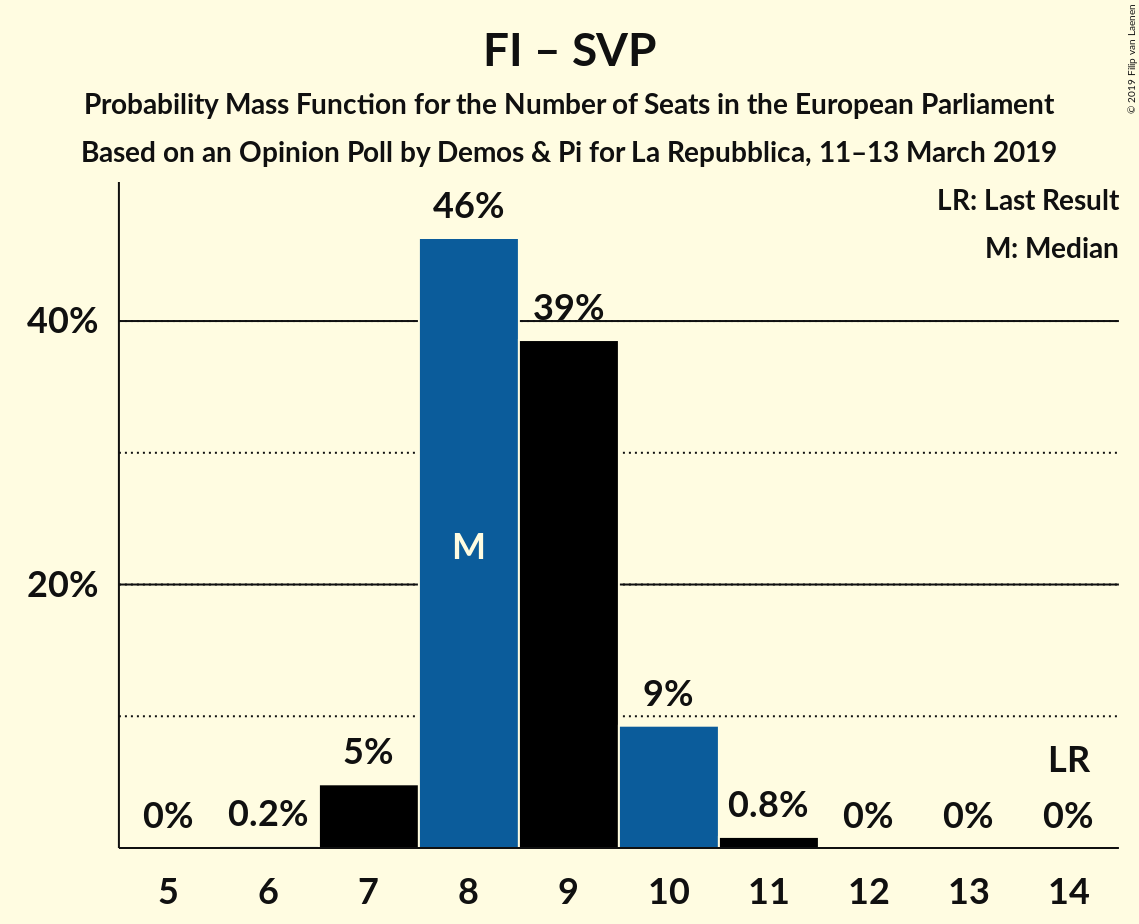 FI – SVP
Probability Mass Function for the Number of Seats in the European Parliament
Based on an Opinion Poll by Demos & Pi for La Repubblica, 11–13 March 2019
© 2019 Filip van Laenen
LR: Last Result
M: Median
40%
20%
0%
0.2%
5%
46%
M
39%
9%
0.8%
0%
0%
LR
0%
5 6 7 8 9 10 11 12 13 14